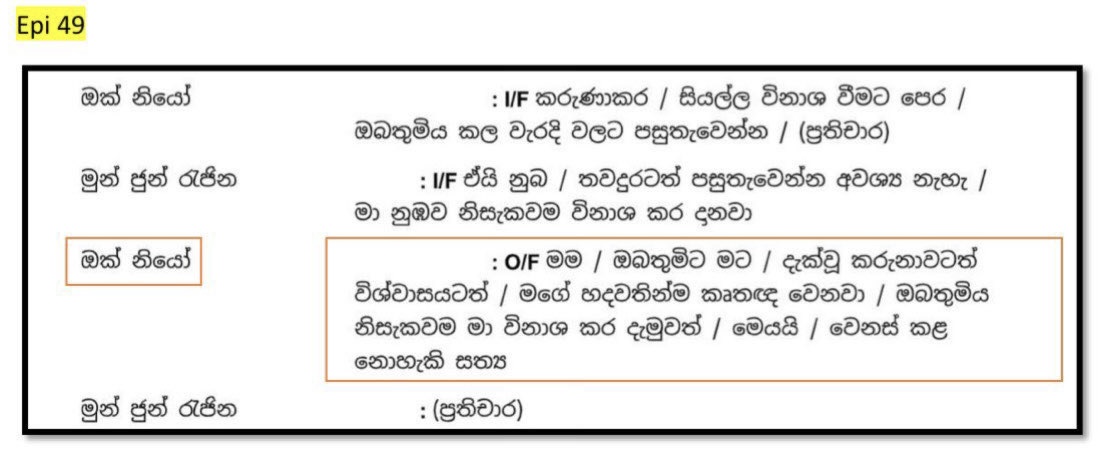 Epi 49
ඔක් නියෝ : I/F කරුණාකර / සියල්ල විනාශ වීමට පෙර /
ඔබතුමිය කල වැරදි වලට පසුතැවෙන්න / (ප්‍රතිචාර)
මුන් ජුන් රැජින : I/F ඒයි නුබ / තවදුරටත් පසුතැවෙන්න අවශ්‍ය නැහැ /
මා නුඹව නිසැකවම විනාශ කර දානවා
ඔක් නියෝ : O/F මම / ඔබතුමිට මට / දැක්වූ කරුනාවටත්
විශ්වාසයටත් / මගේ හදවතින්ම කෘතඥ වෙනවා / ඔබතුමිය
නිසැකවම මා විනාශ කර දැමුවත් / මෙයයි / වෙනස් කළ
නොහැකි සත්‍ය
මුන් ජුන් රැජින : (ප්‍රතිචාර)